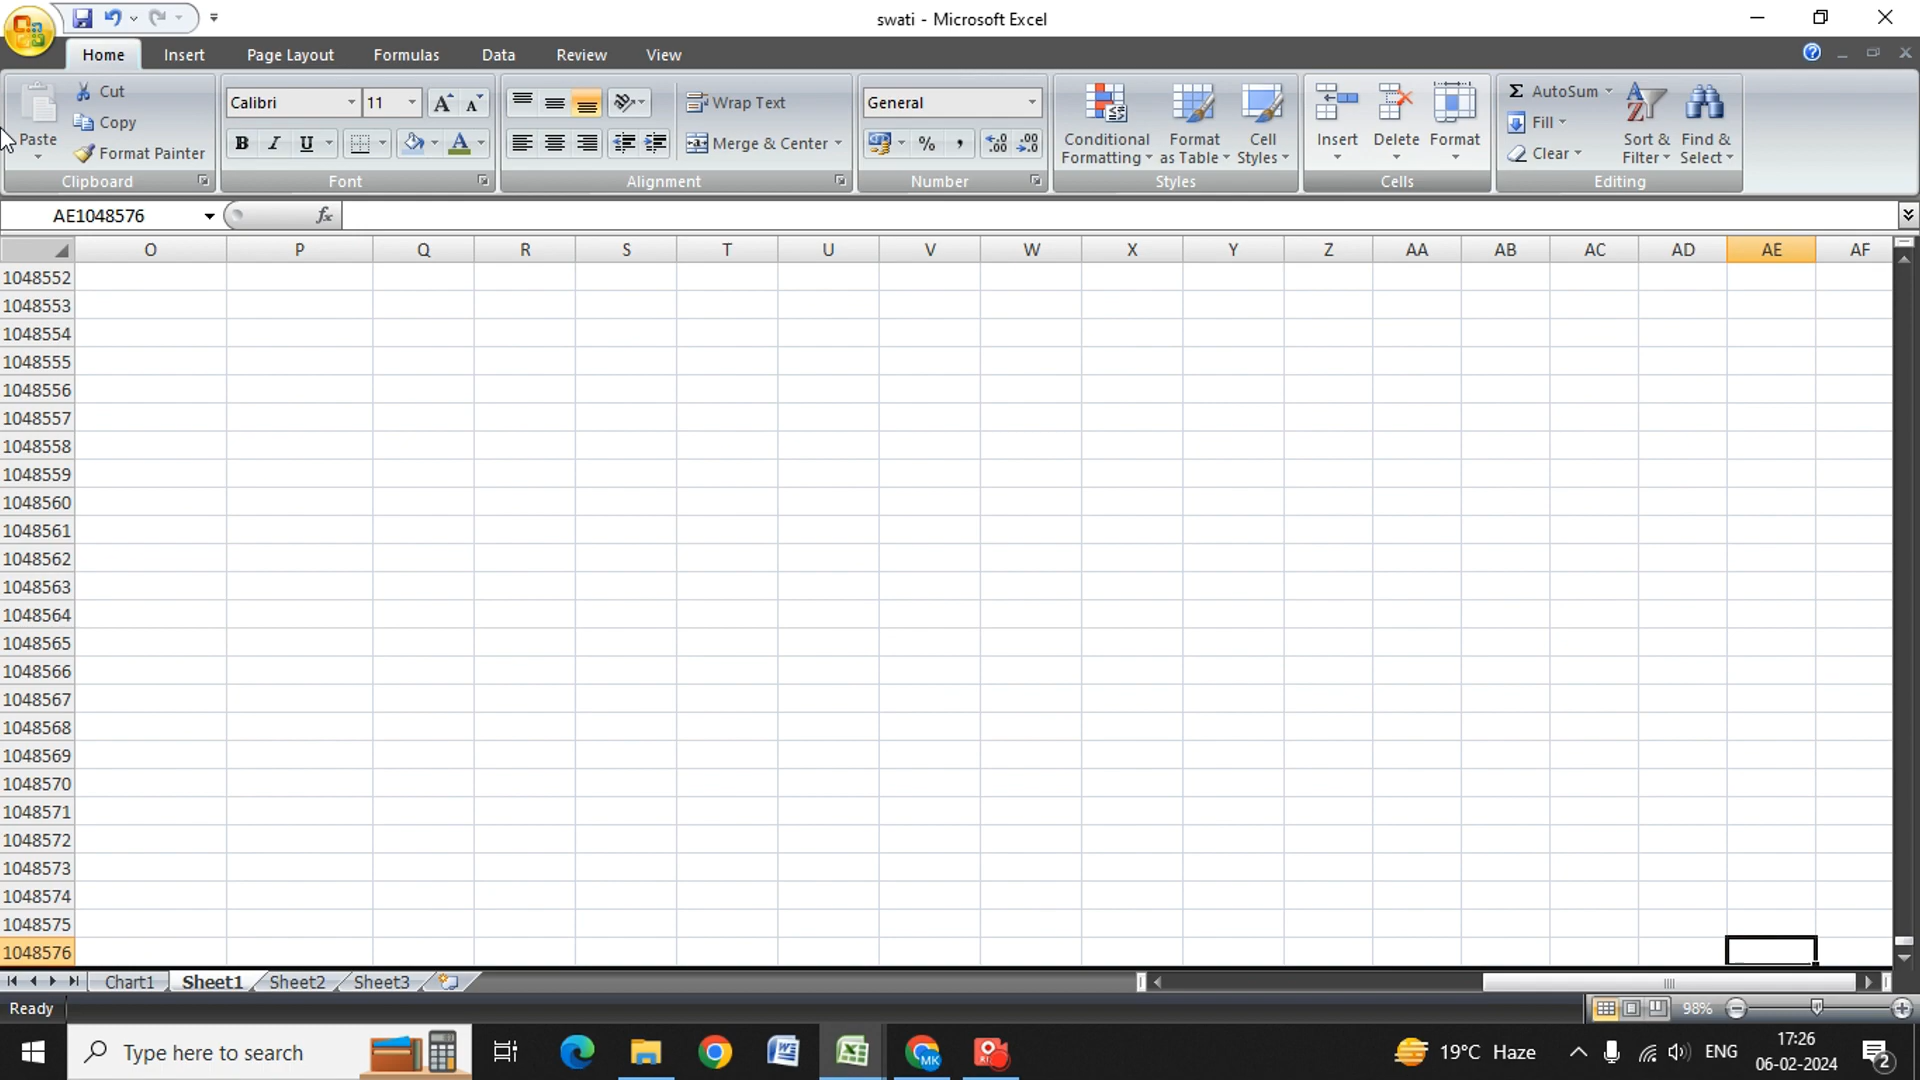 swati - Microsoft Excel
Home Insert Page Layout Formulas Data Review View
Paste
Cut
Copy
Format Painter
Clipboard
Calibri 11
Font
Wrap Text
Merge & Center
Alignment
General
Number
Conditional Formatting
Format as Table
Cell Styles
Styles
Insert Delete Format
Cells
AutoSum
Fill
Clear
Sort & Filter
Find & Select
Editing
AE1048576 fx
O P Q R S T U V W X Y Z AA AB AC AD AE AF
1048552
1048553
1048554
1048555
1048556
1048557
1048558
1048559
1048560
1048561
1048562
1048563
1048564
1048565
1048566
1048567
1048568
1048569
1048570
1048571
1048572
1048573
1048574
1048575
1048576
Chart1 Sheet1 Sheet2 Sheet3
Ready 98%
Type here to search
MK
19°C Haze ENG
17:26
06-02-2024
2